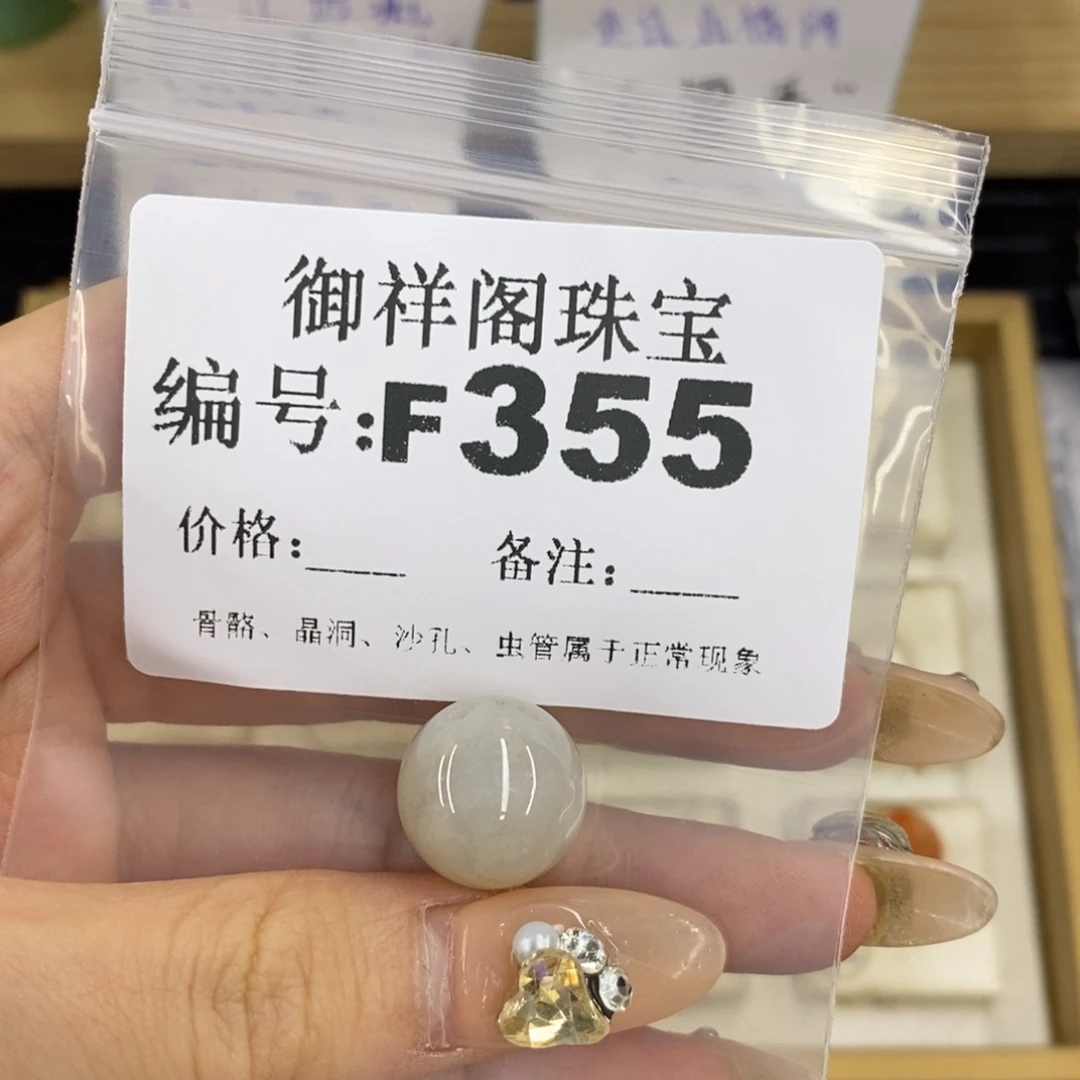 御祥阁珠宝
编号:F355
价格:____ 备注:____
骨骼、晶洞、沙孔、虫管属于正常现象